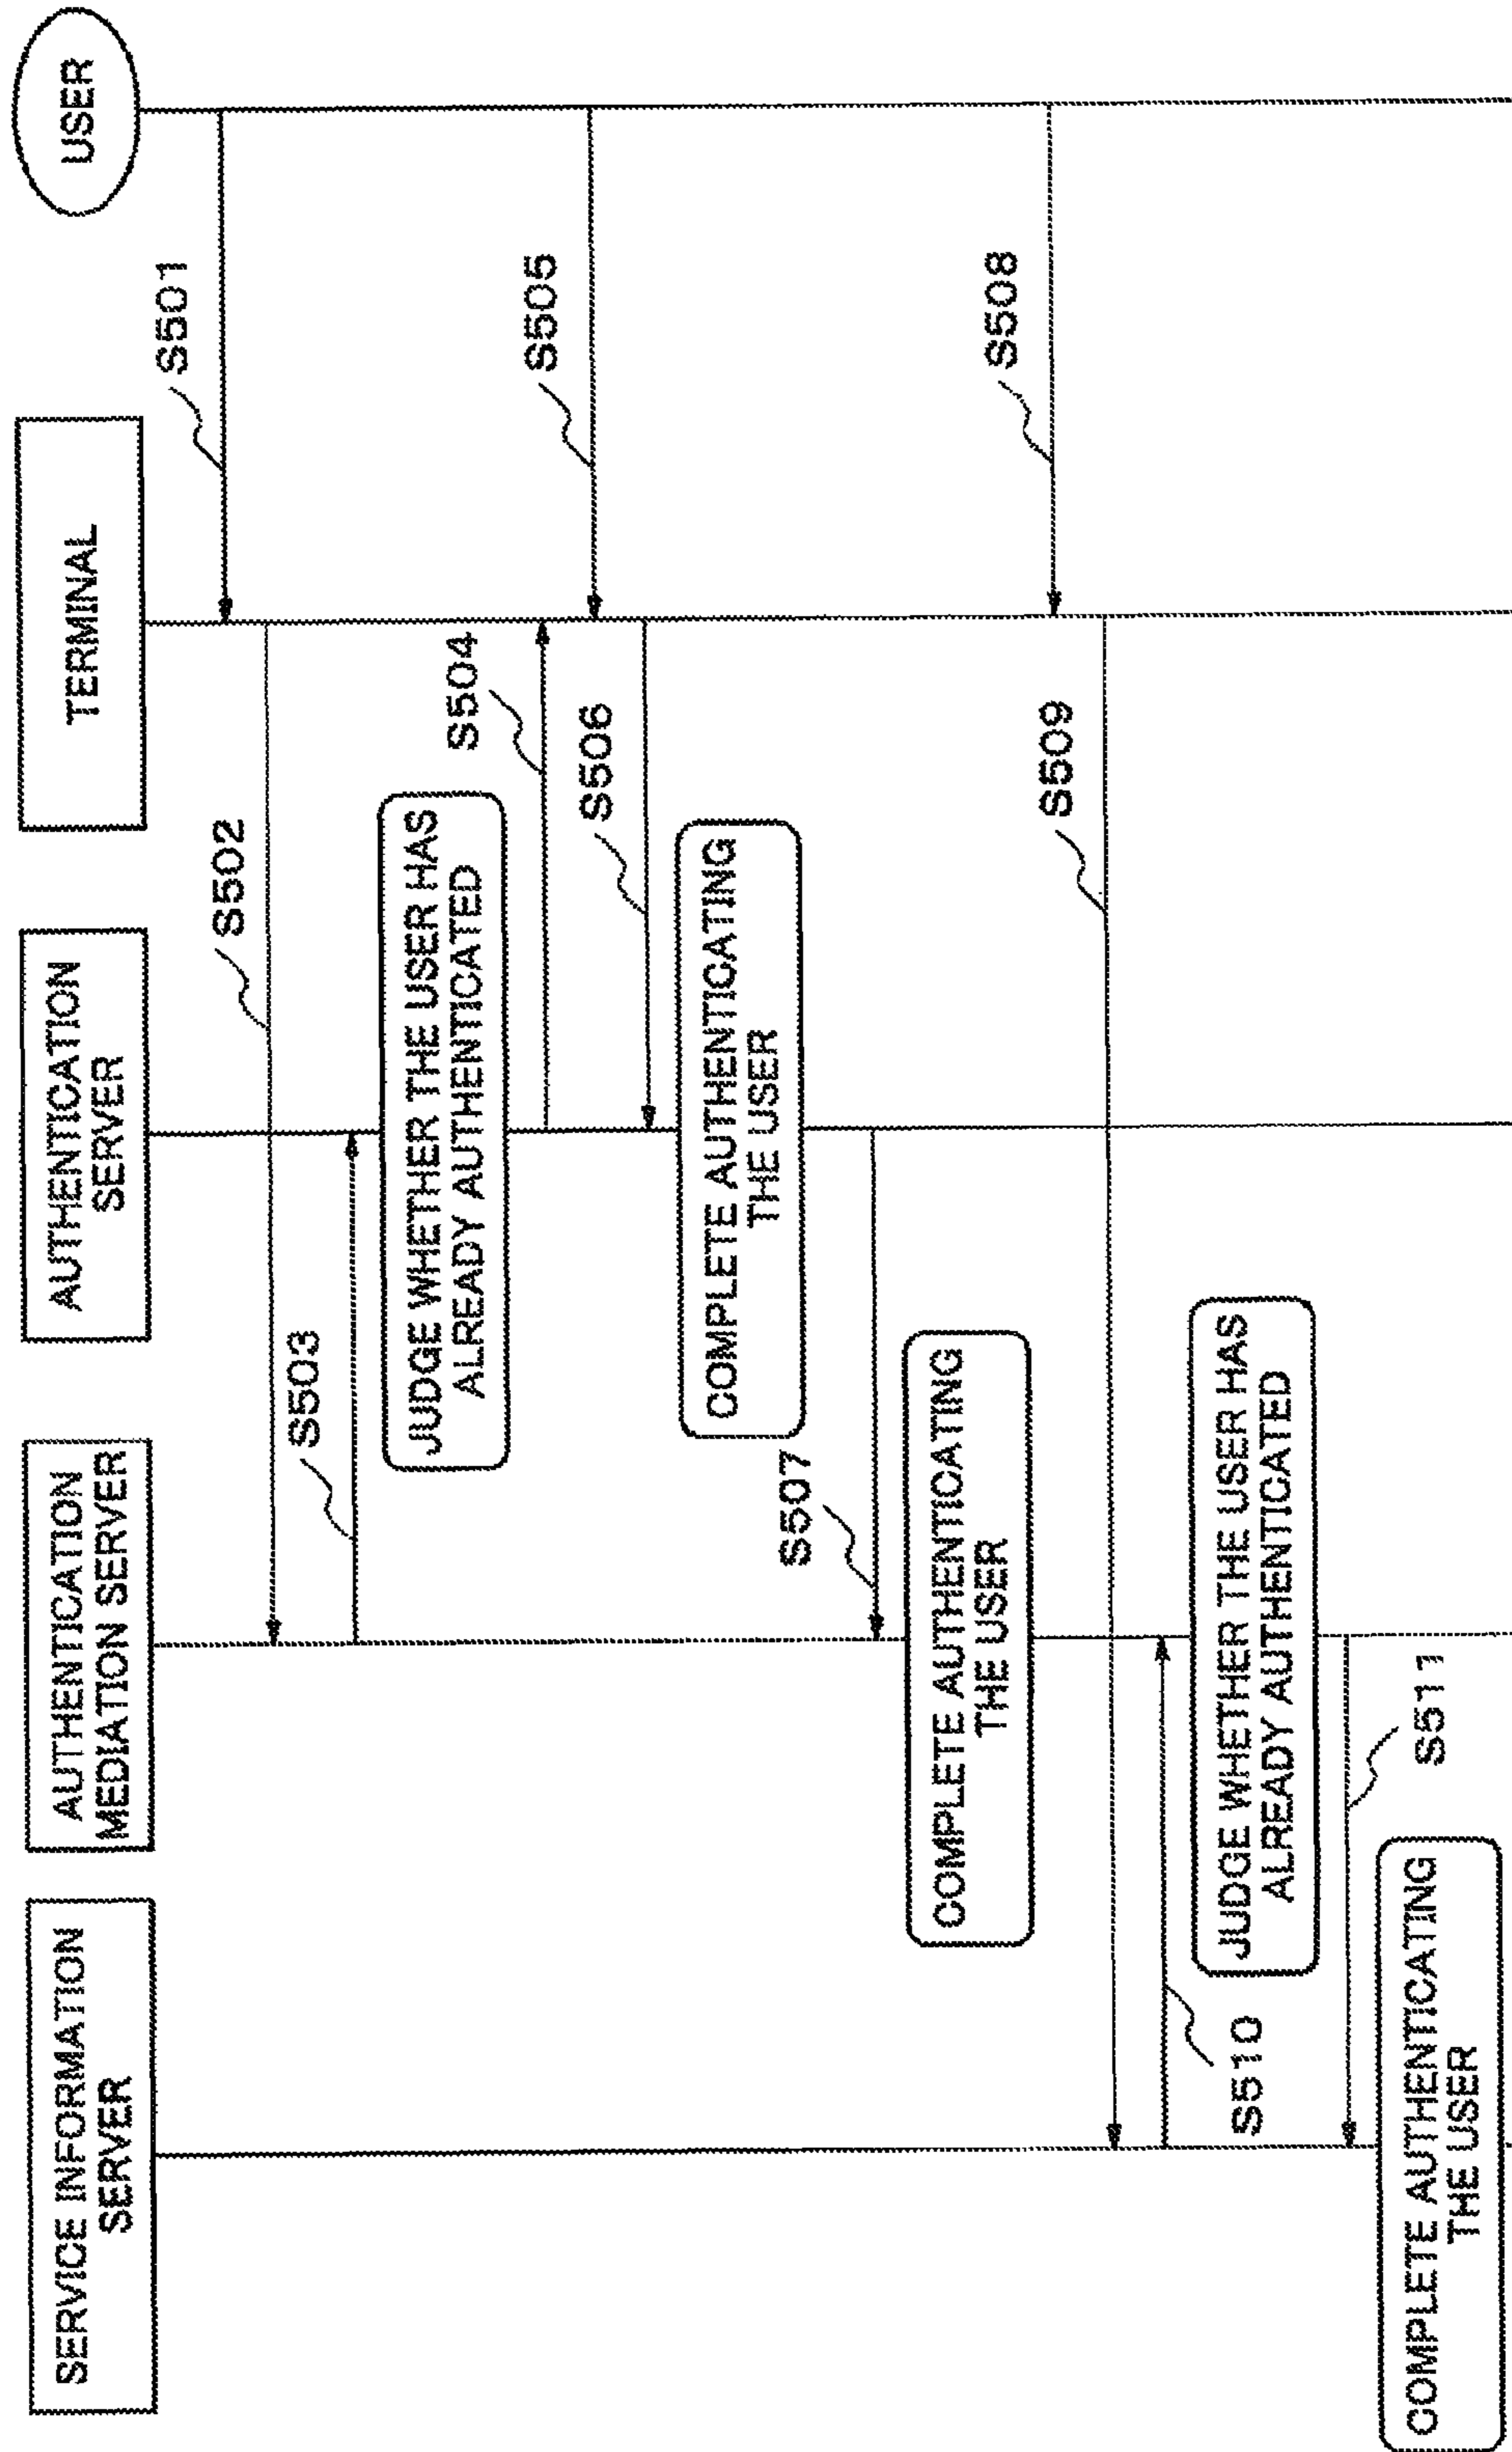 SERVICE INFORMATION
SERVER
AUTHENTICATION
MEDIATION SERVER
AUTHENTICATION
SERVER
TERMINAL
USER
S501
S502
S503
JUDGE WHETHER THE USER HAS
ALREADY AUTHENTICATED
S504
S505
S506
COMPLETE AUTHENTICATING
THE USER
S507
COMPLETE AUTHENTICATING
THE USER
S508
S509
S510
JUDGE WHETHER THE USER HAS
ALREADY AUTHENTICATED
S511
COMPLETE AUTHENTICATING
THE USER